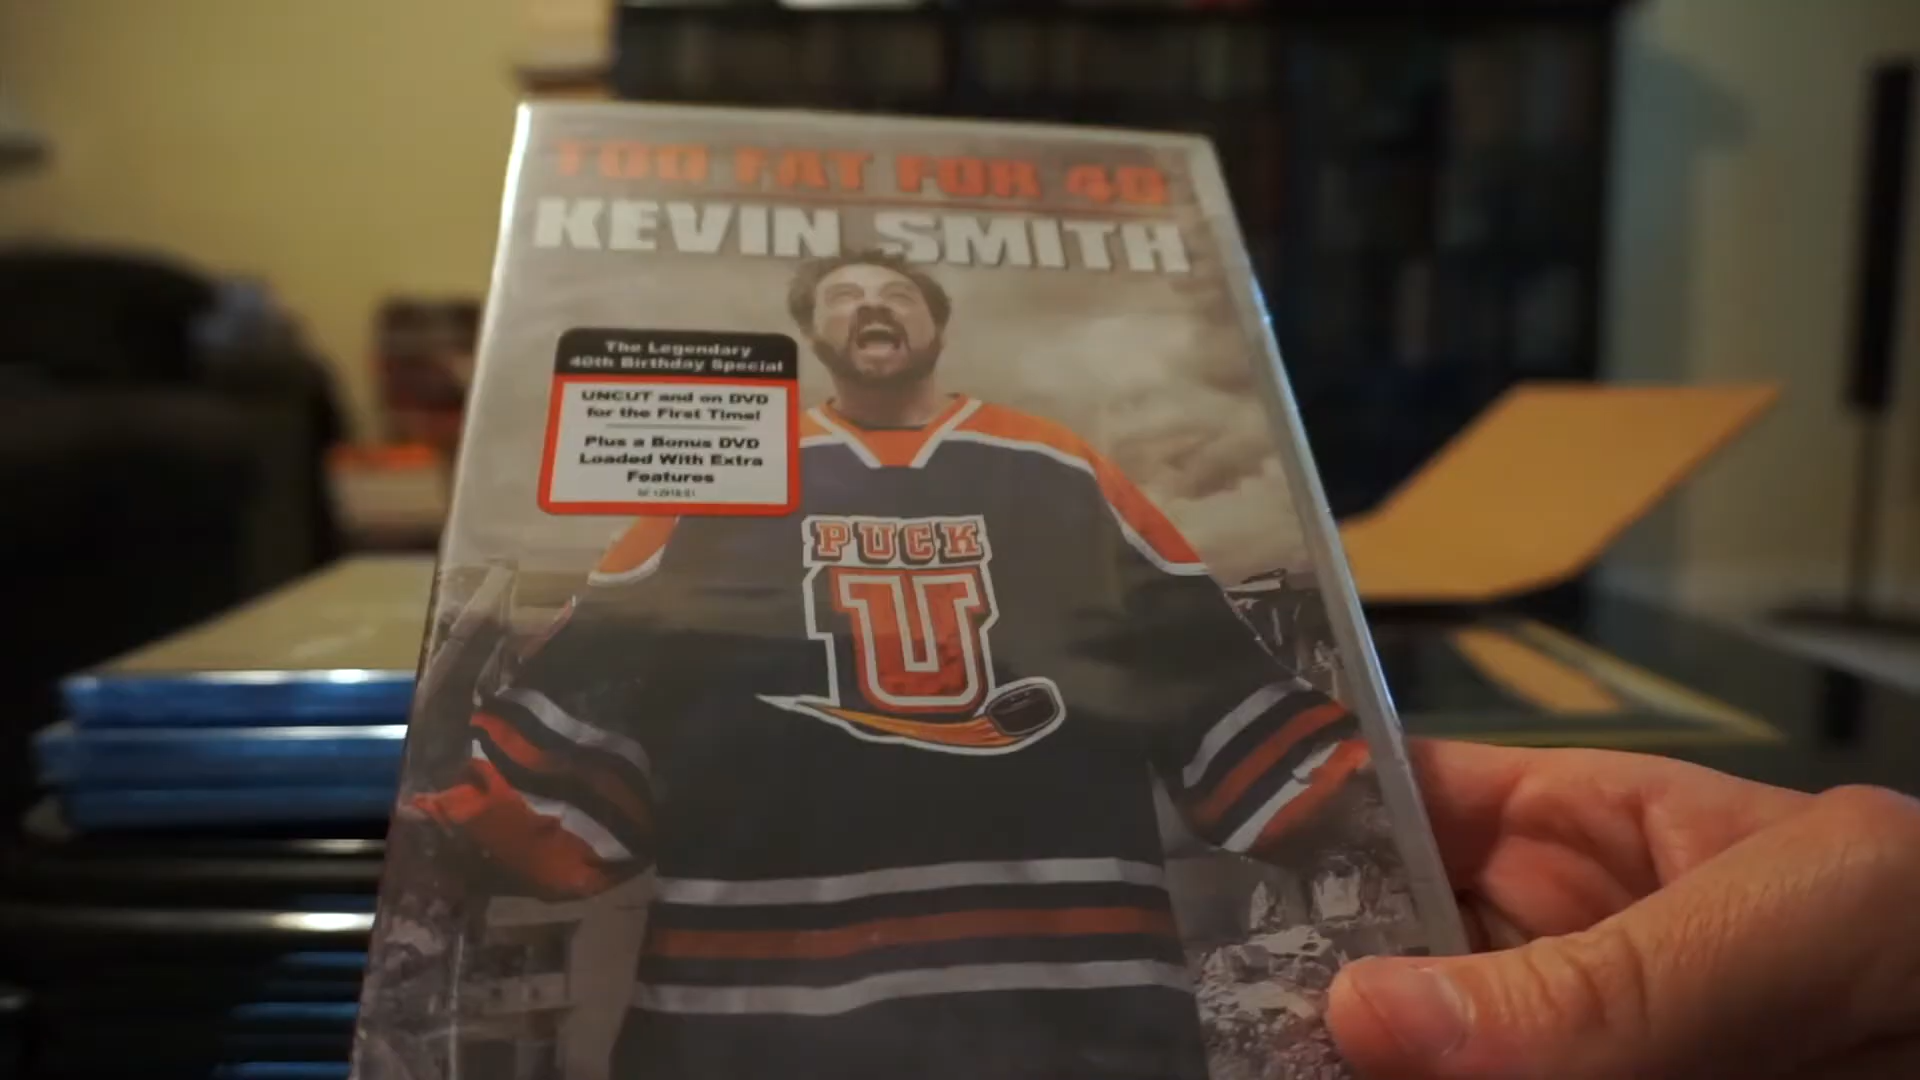 TOO FAT FOR 40
KEVIN SMITH
The Legendary
40th Birthday Special
UNCUT and on DVD
for the First Time!
Plus a Bonus DVD
Loaded With Extra
Features
PUCK
U